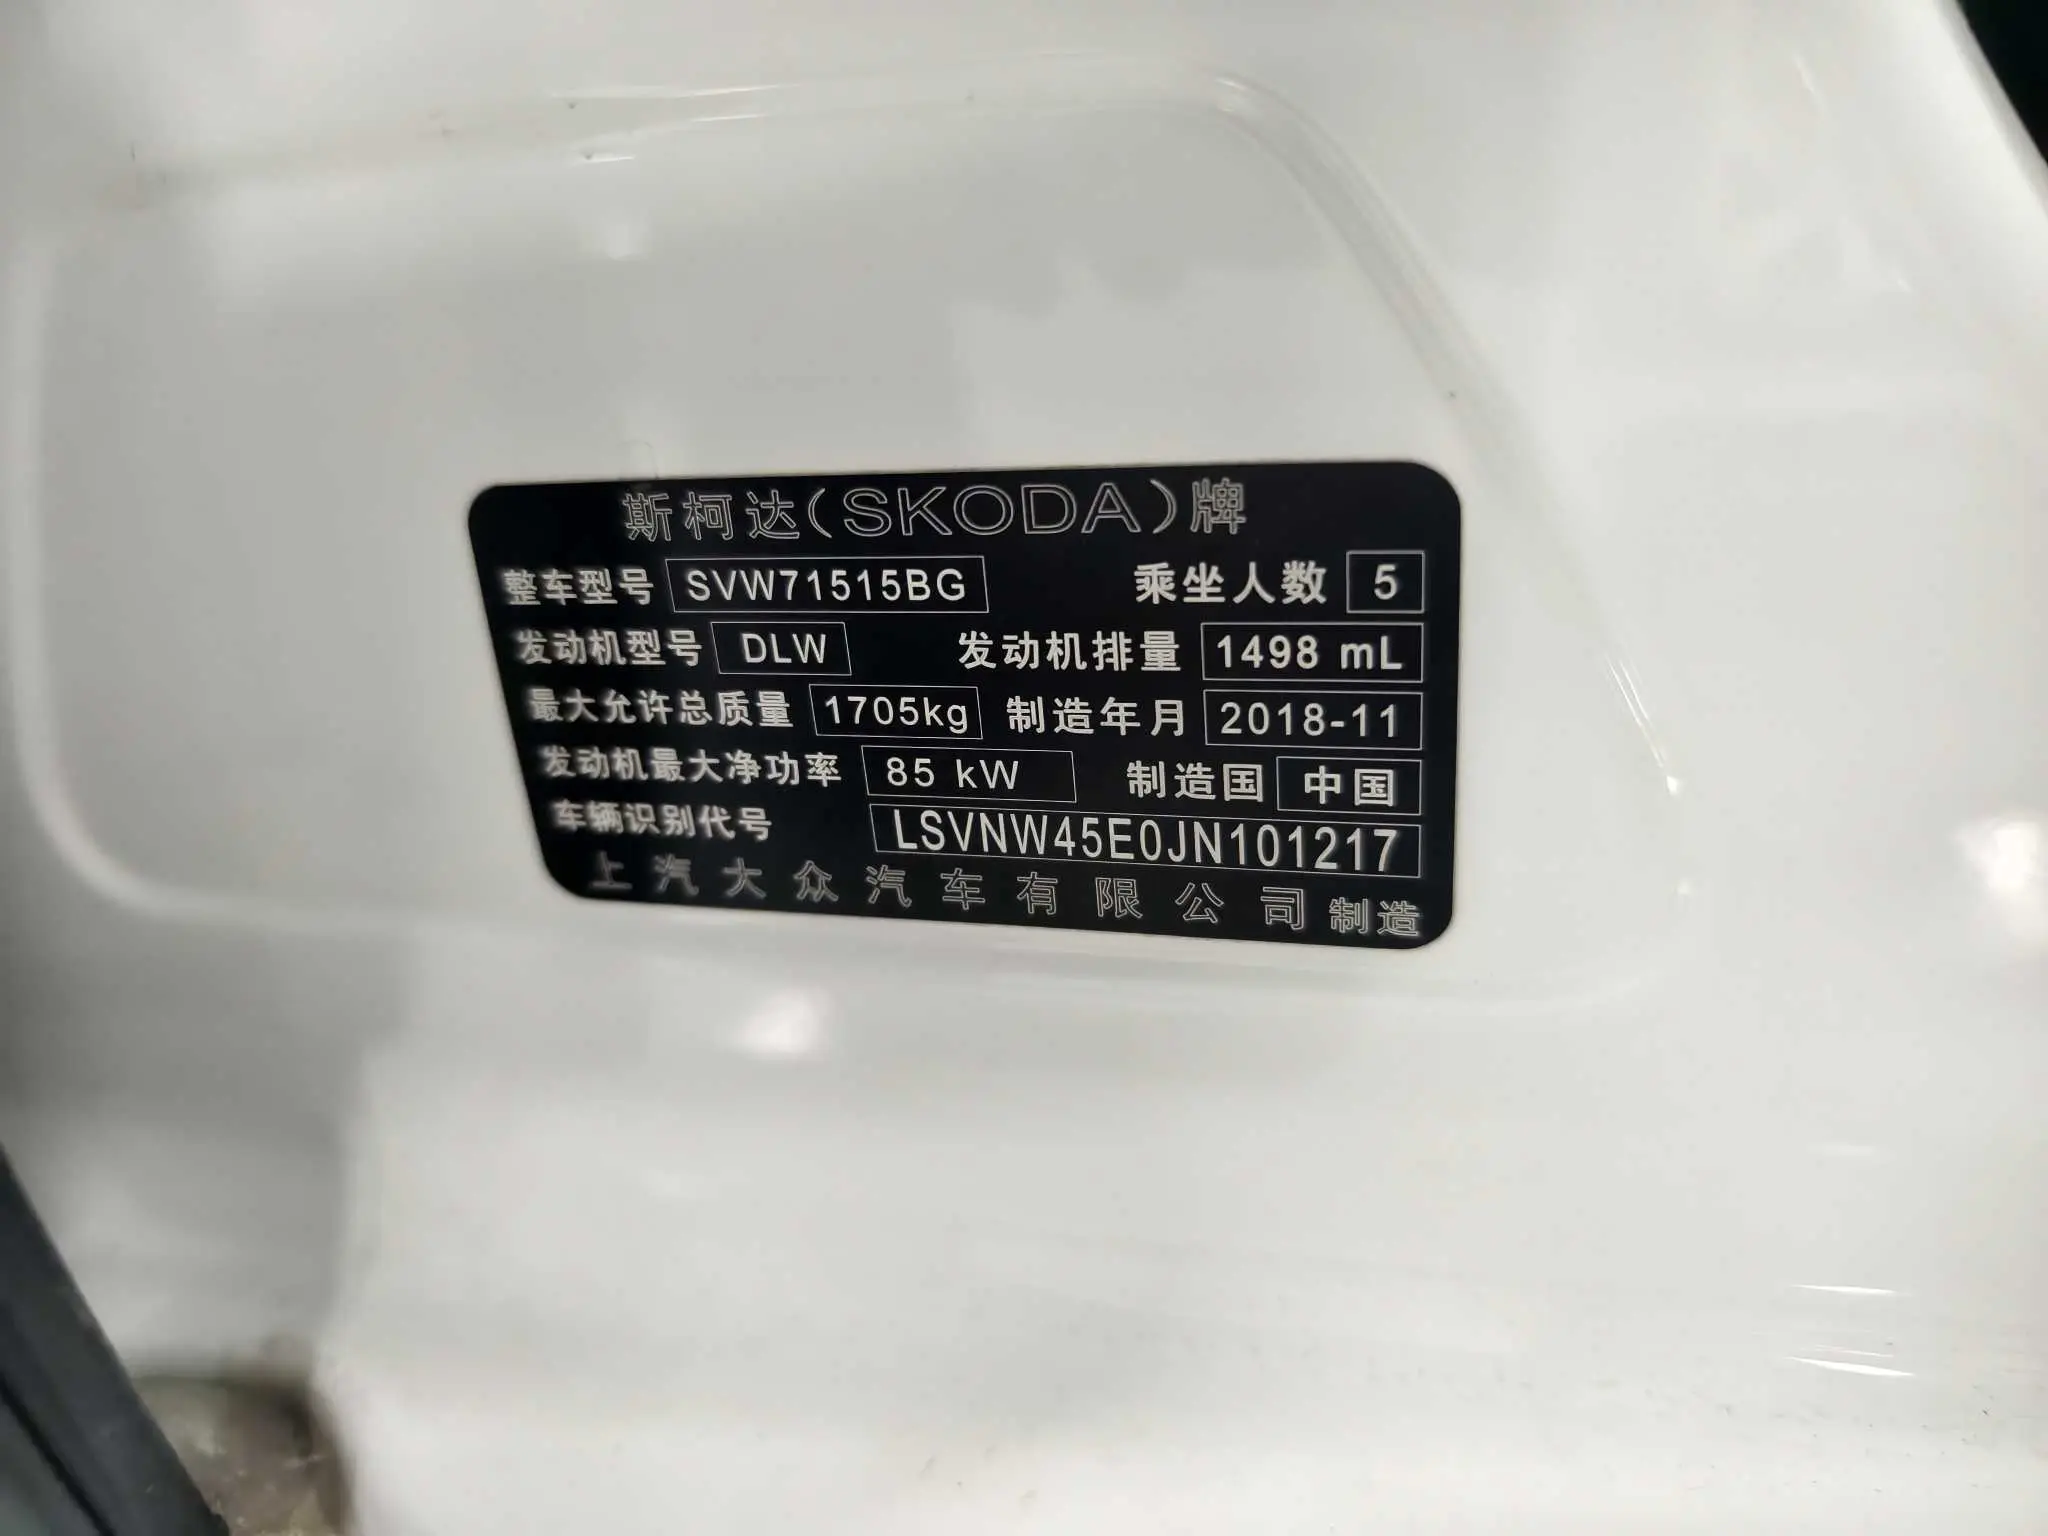 斯柯达(SKODA)牌
整车型号 SVW71515BG 乘坐人数 5
发动机型号 DLW 发动机排量 1498 mL
最大允许总质量 1705kg 制造年月 2018-11
发动机最大净功率 85 kW 制造国 中国
车辆识别代号 LSVNW45E0JN101217
上汽大众汽车有限公司制造